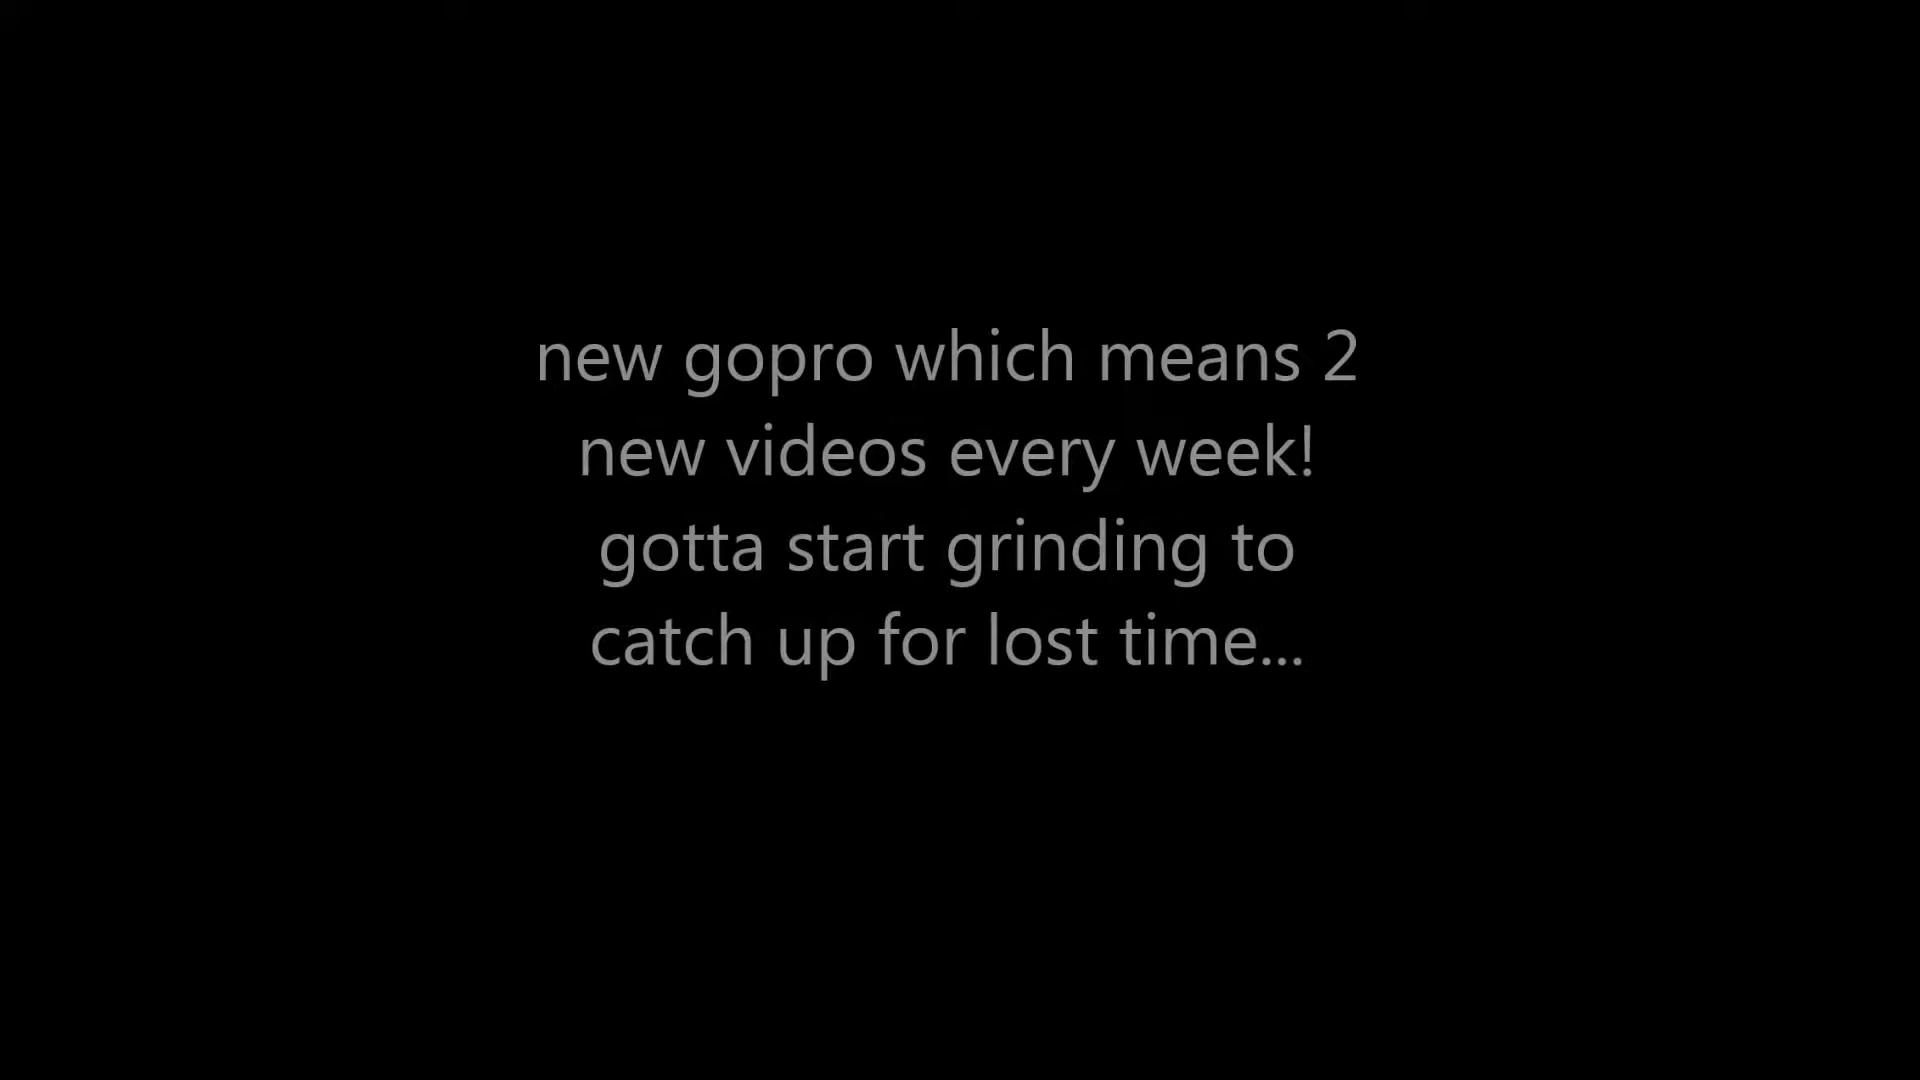 new gopro which means 2
new videos every week!
gotta start grinding to
catch up for lost time...